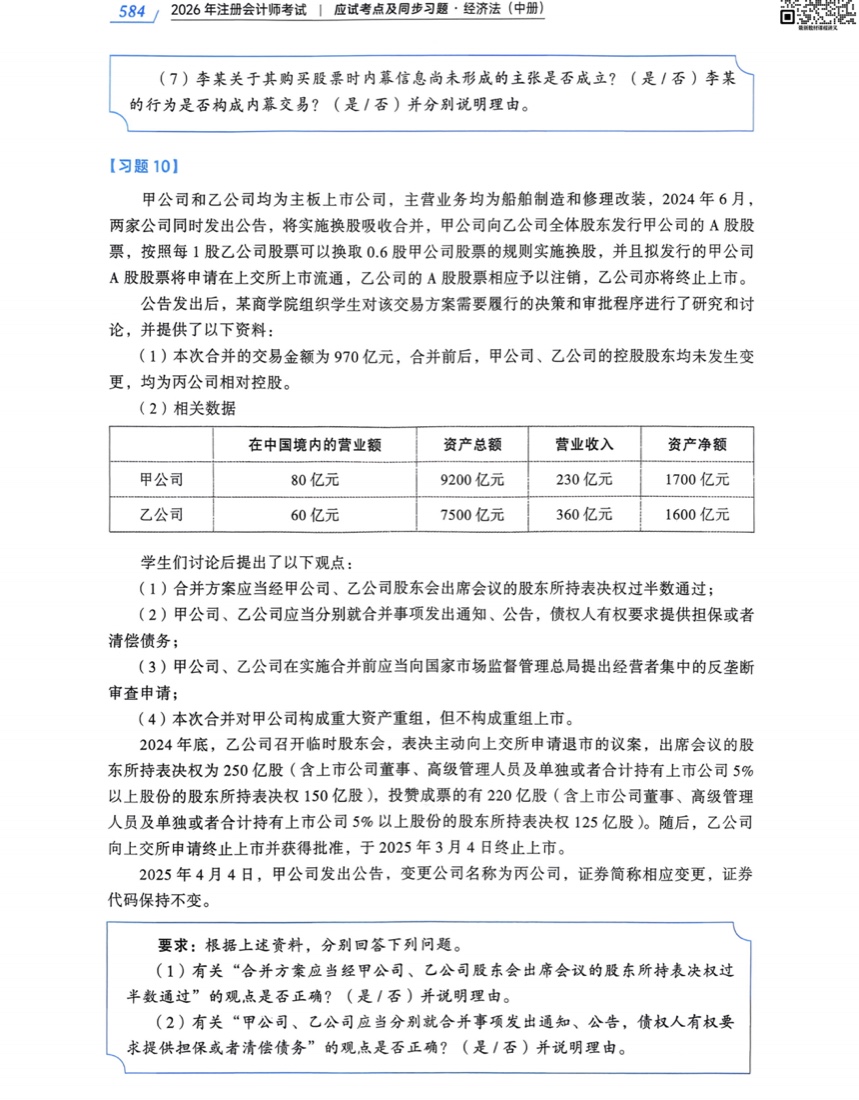 584 2026年注册会计师考试 | 应试考点及同步习题·经济法（中册）
（7）李某关于其购买股票时内幕信息尚未形成的主张是否成立？（是/否）李某
的行为是否构成内幕交易？（是/否）并分别说明理由。
【习题10】
甲公司和乙公司均为主板上市公司，主营业务均为船舶制造和修理改装，2024年6月，
两家公司同时发出公告，将实施换股吸收合并，甲公司向乙公司全体股东发行甲公司的A股股
票，按照每1股乙公司股票可以换取0.6股甲公司股票的规则实施换股，并且拟发行的甲公司
A股股票将申请在上交所上市流通，乙公司的A股股票相应予以注销，乙公司亦将终止上市。
公告发出后，某商学院组织学生对该交易方案需要履行的决策和审批程序进行了研究和讨
论，并提供了以下资料：
（1）本次合并的交易金额为970亿元，合并前后，甲公司、乙公司的控股股东均未发生变
更，均为丙公司相对控股。
（2）相关数据
在中国境内的营业额 资产总额 营业收入 资产净额
甲公司 80亿元 9200亿元 230亿元 1700亿元
乙公司 60亿元 7500亿元 360亿元 1600亿元
学生们讨论后提出了以下观点：
（1）合并方案应当经甲公司、乙公司股东会出席会议的股东所持表决权过半数通过；
（2）甲公司、乙公司应当分别就合并事项发出通知、公告，债权人有权要求提供担保或者
清偿债务；
（3）甲公司、乙公司在实施合并前应当向国家市场监督管理总局提出经营者集中的反垄断
审查申请；
（4）本次合并对甲公司构成重大资产重组，但不构成重组上市。
2024年底，乙公司召开临时股东会，表决主动向上交所申请退市的议案，出席会议的股
东所持表决权为250亿股（含上市公司董事、高级管理人员及单独或者合计持有上市公司5%
以上股份的股东所持表决权150亿股），投赞成票的有220亿股（含上市公司董事、高级管理
人员及单独或者合计持有上市公司5%以上股份的股东所持表决权125亿股）。随后，乙公司
向上交所申请终止上市并获得批准，于2025年3月4日终止上市。
2025年4月4日，甲公司发出公告，变更公司名称为丙公司，证券简称相应变更，证券
代码保持不变。
要求：根据上述资料，分别回答下列问题。
（1）有关“合并方案应当经甲公司、乙公司股东会出席会议的股东所持表决权过
半数通过”的观点是否正确？（是/否）并说明理由。
（2）有关“甲公司、乙公司应当分别就合并事项发出通知、公告，债权人有权要
求提供担保或者清偿债务”的观点是否正确？（是/否）并说明理由。